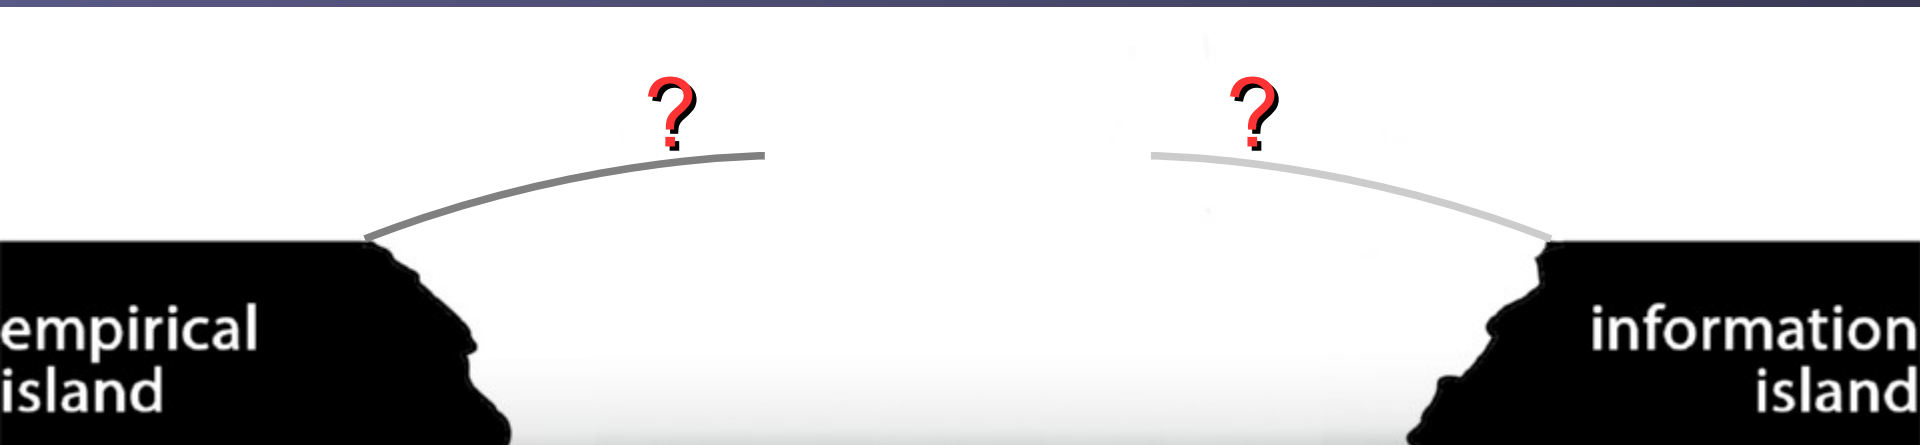 ? ?
empirical
island
information
island